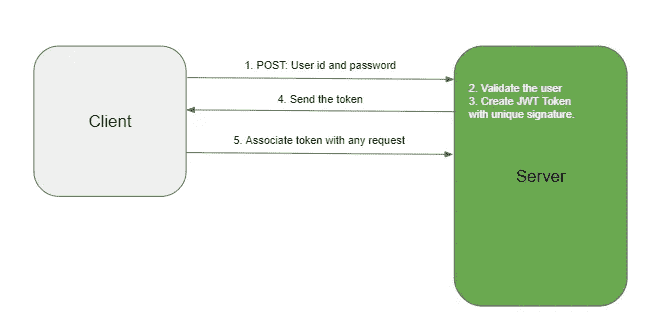 1. POST: User id and password
2. Validate the user
3. Create JWT Token
with unique signature.
4. Send the token
Client
5. Associate token with any request
Server